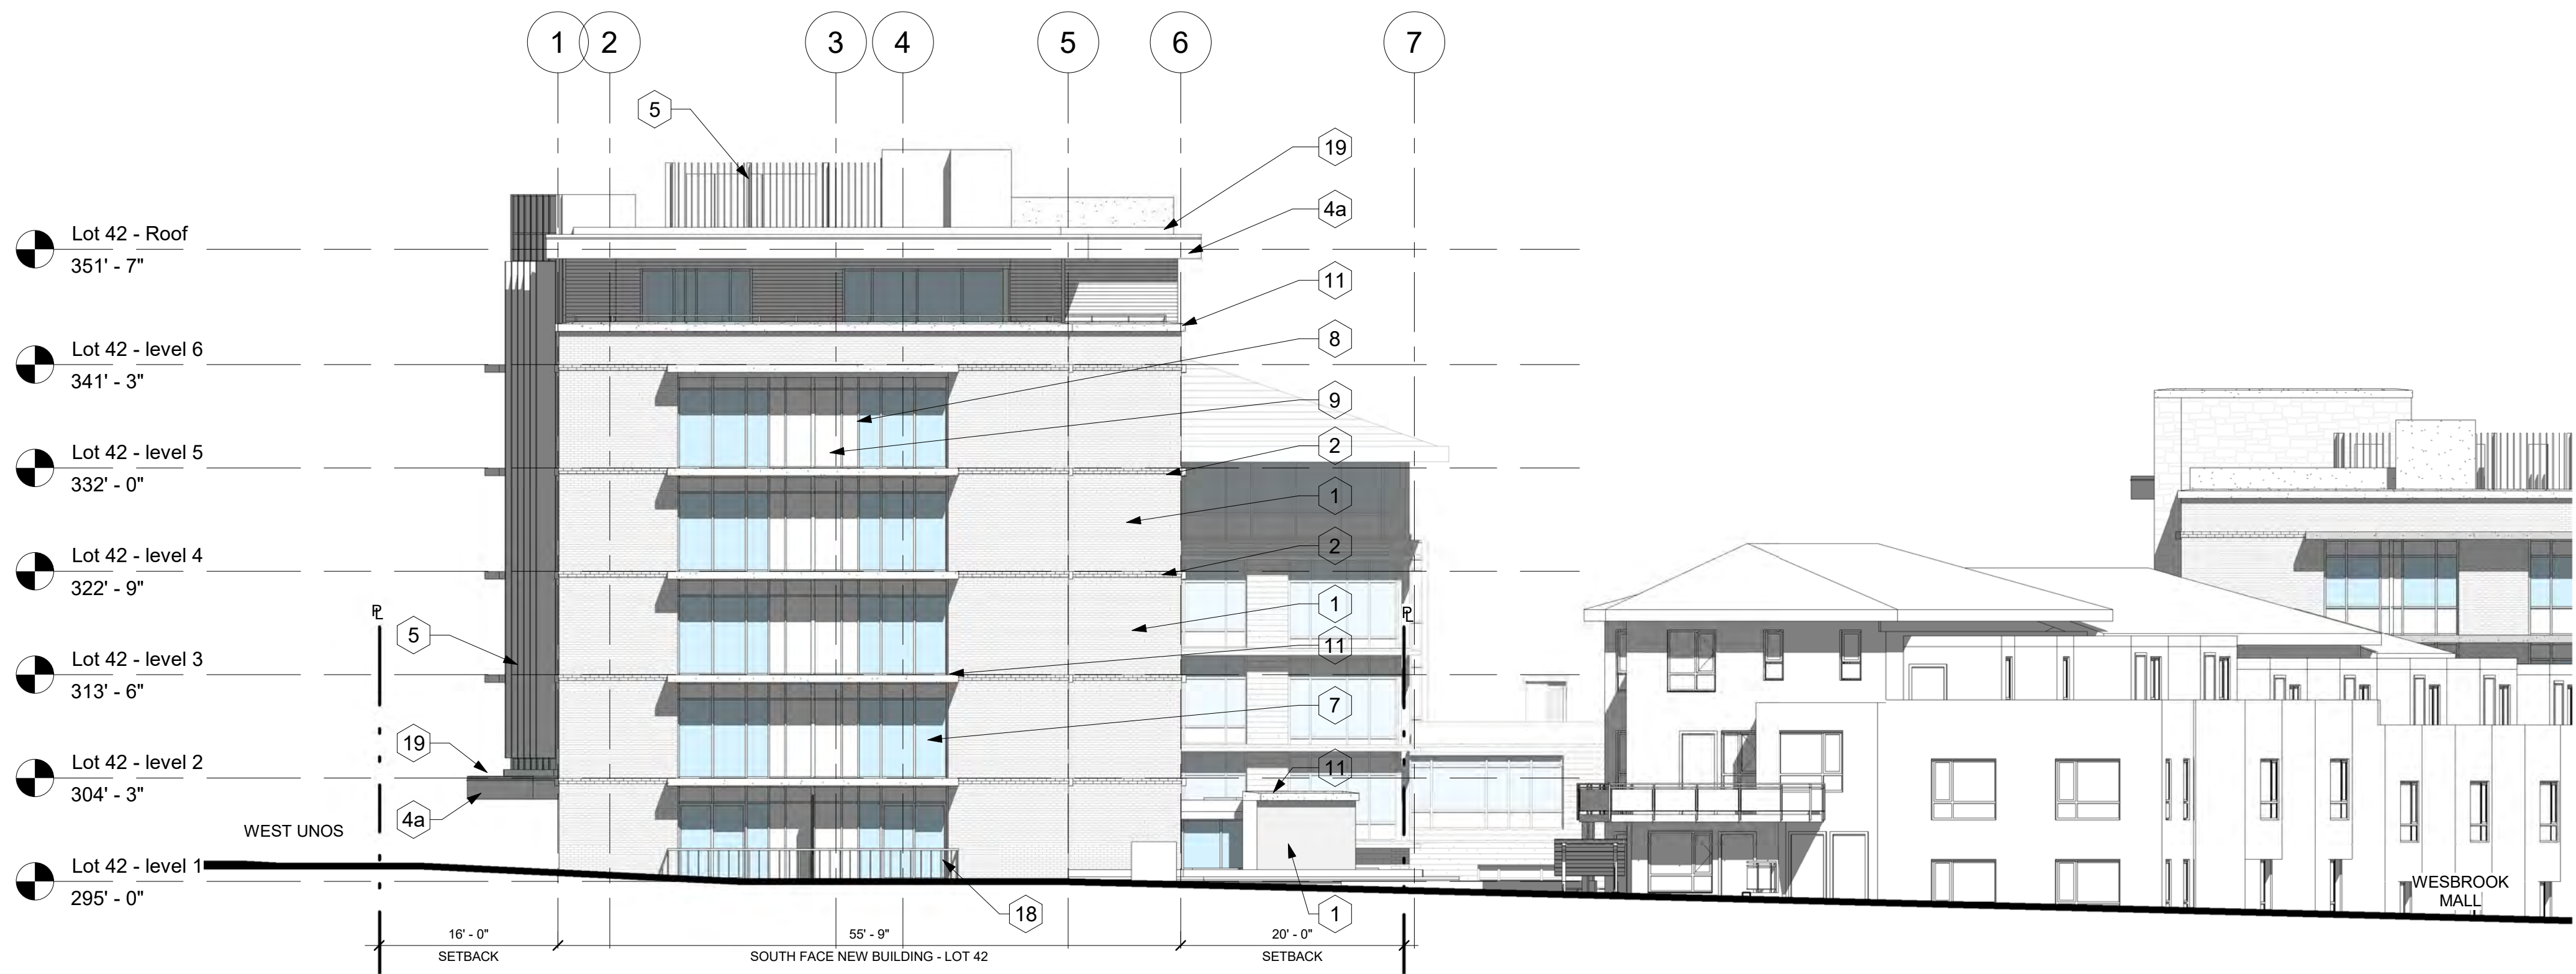 1
2
3
4
5
6
7
5
19
4a
Lot 42 - Roof
351' - 7"
11
8
Lot 42 - level 6
341' - 3"
9
2
Lot 42 - level 5
332' - 0"
1
2
Lot 42 - level 4
322' - 9"
1
PL
PL
5
11
Lot 42 - level 3
313' - 6"
7
19
11
Lot 42 - level 2
304' - 3"
4a
WEST UNOS
Lot 42 - level 1
295' - 0"
18
1
WESBROOK
MALL
16' - 0"
55' - 9"
20' - 0"
SETBACK
SOUTH FACE NEW BUILDING - LOT 42
SETBACK